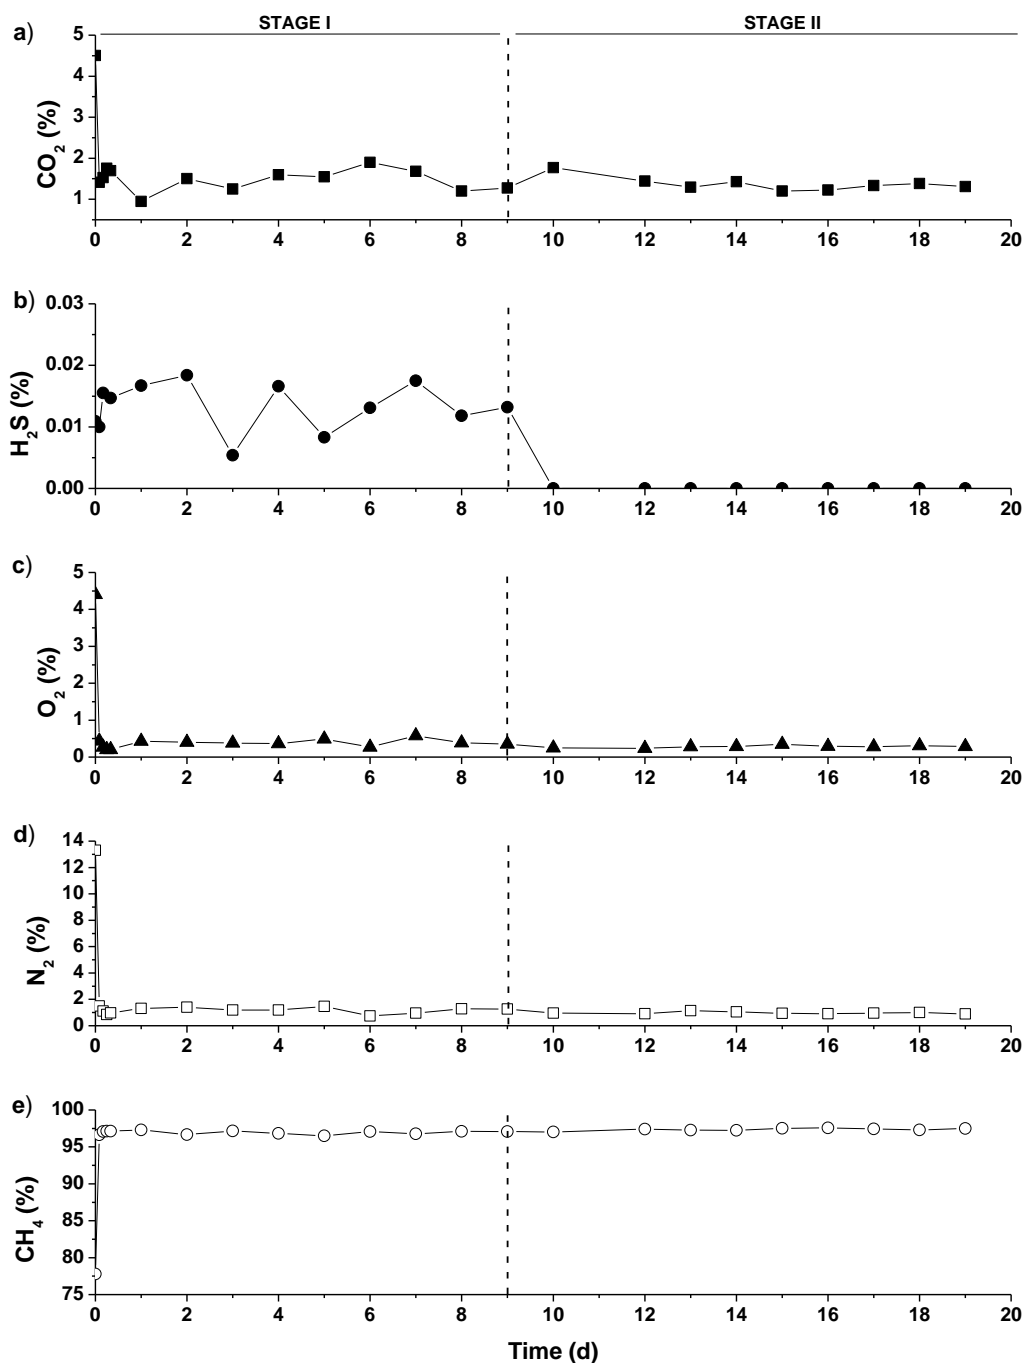 STAGE I STAGE II
a)
5
4
3
2
1
CO2 (%)
0 2 4 6 8 10 12 14 16 18 20
b)
0.03
0.02
0.01
0.00
H2S (%)
0 2 4 6 8 10 12 14 16 18 20
c)
5
4
3
2
1
0
O2 (%)
0 2 4 6 8 10 12 14 16 18 20
d)
14
12
10
8
6
4
2
0
N2 (%)
0 2 4 6 8 10 12 14 16 18 20
e)
100
95
90
85
80
75
CH4 (%)
0 2 4 6 8 10 12 14 16 18 20
Time (d)